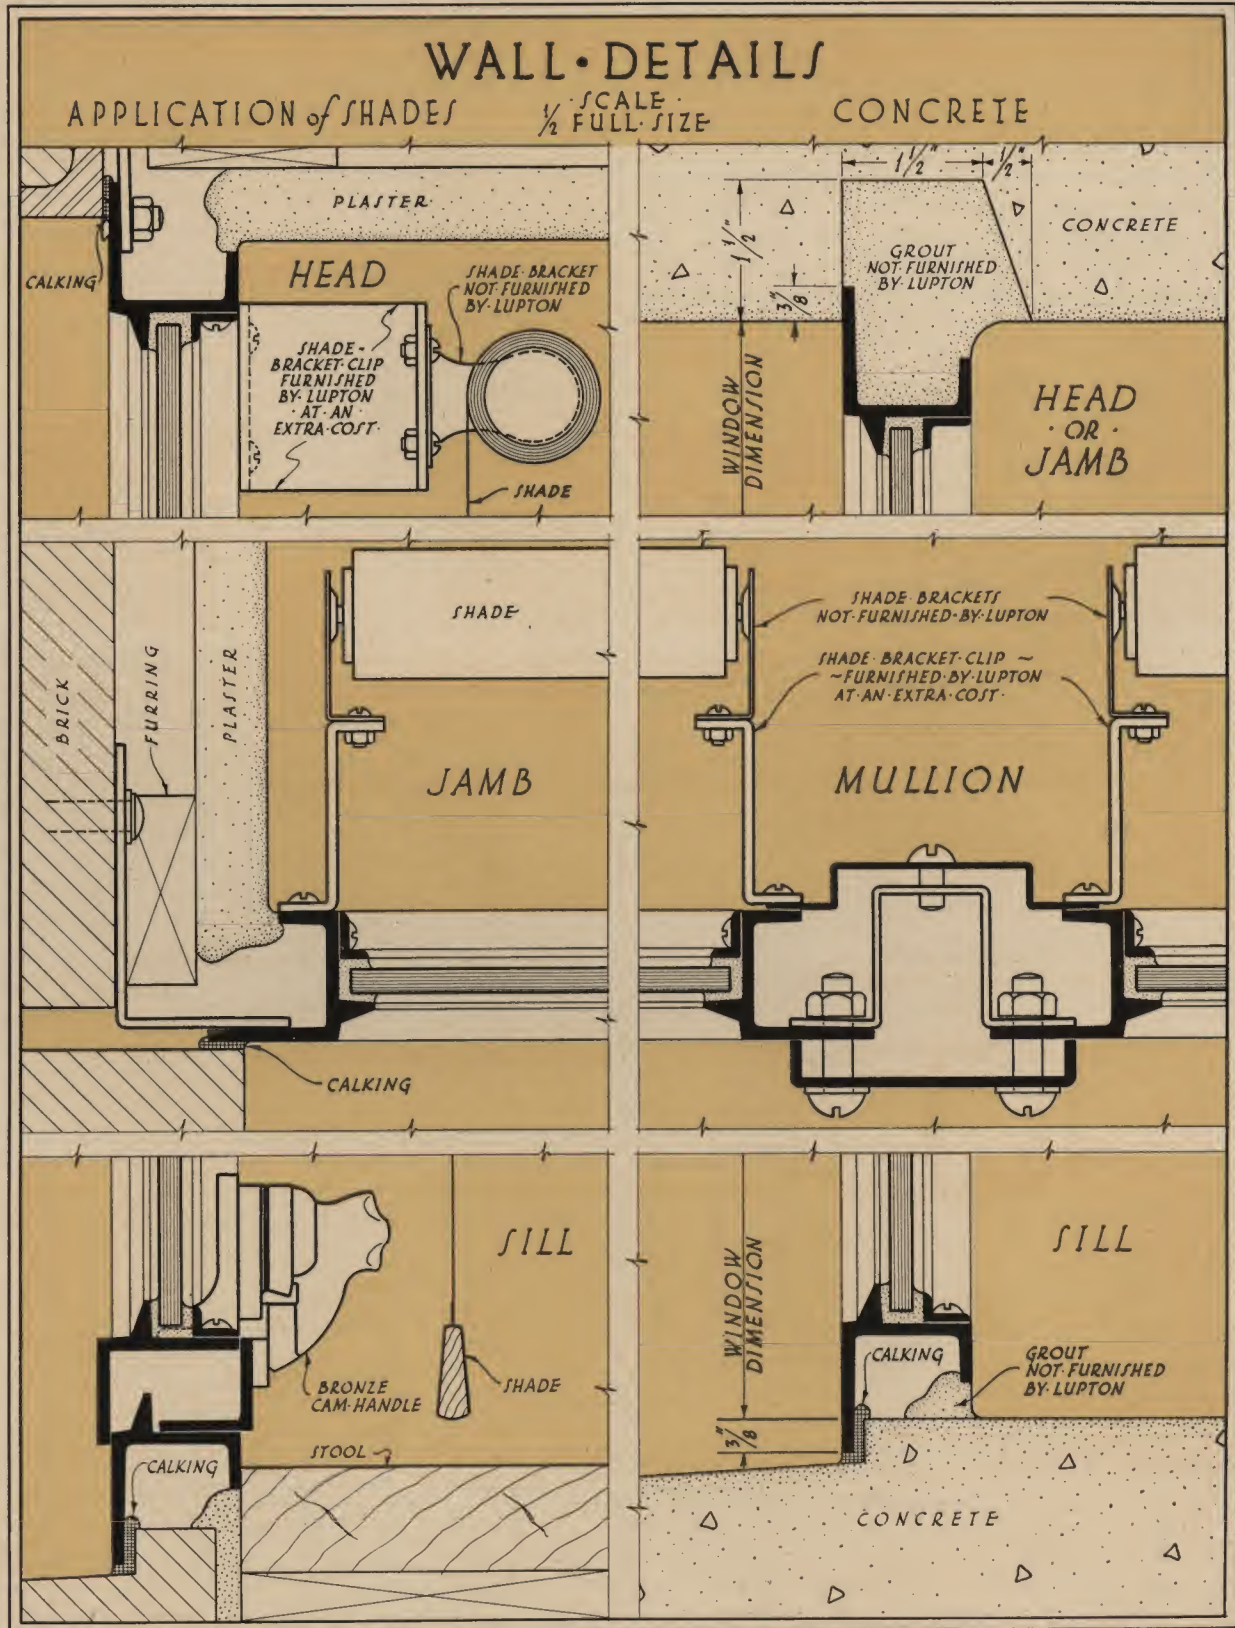 WALL·DETAILS
APPLICATION of SHADES
·SCALE·
1/2 FULL·SIZE
CONCRETE
PLASTER
CALKING
HEAD
SHADE·BRACKET
NOT·FURNISHED
BY·LUPTON
SHADE-
BRACKET·CLIP
FURNISHED
BY·LUPTON
·AT·AN·
EXTRA·COST·
SHADE
1 1/2"
1/2"
1 1/2"
3/8"
GROUT
NOT·FURNISHED
BY·LUPTON
CONCRETE
WINDOW
DIMENSION
HEAD
·OR·
JAMB
BRICK
FURRING
PLASTER
SHADE
JAMB
CALKING
SHADE·BRACKETS
NOT·FURNISHED·BY·LUPTON
SHADE·BRACKET·CLIP ~
~FURNISHED·BY·LUPTON
AT·AN·EXTRA·COST·
MULLION
SILL
BRONZE
CAM·HANDLE
SHADE
STOOL
CALKING
WINDOW
DIMENSION
3/8"
SILL
CALKING
GROUT
NOT·FURNISHED
BY·LUPTON
CONCRETE